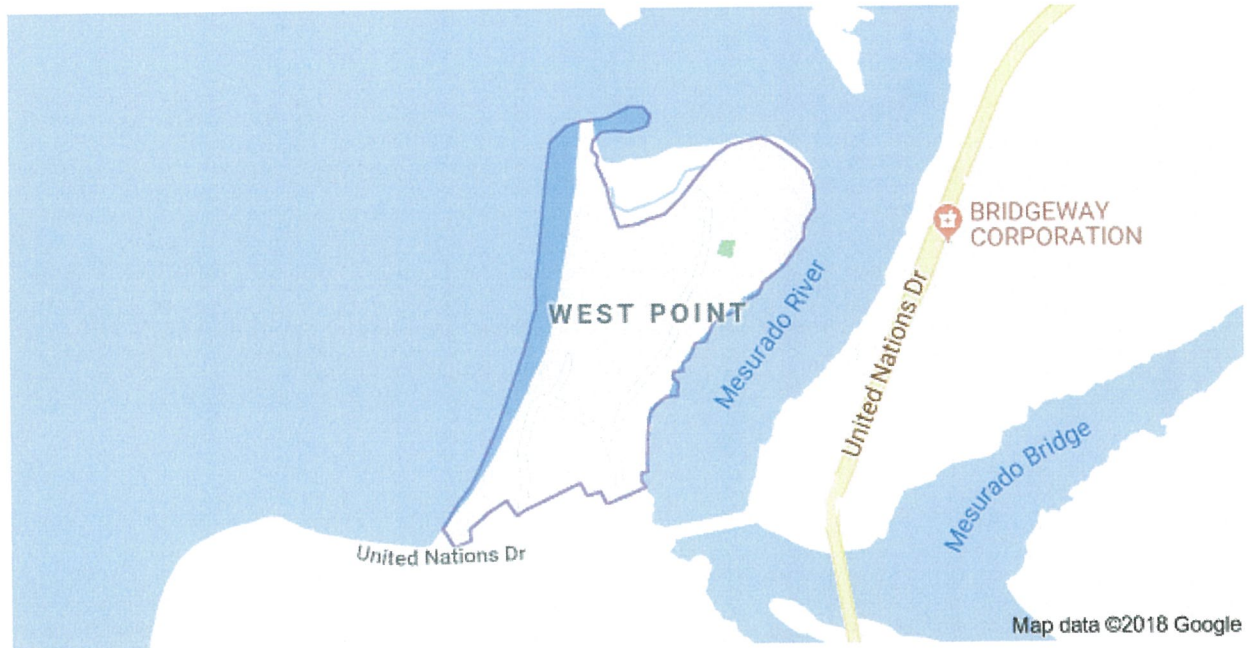 BRIDGEWAY
CORPORATION
WEST POINT
Mesurado River
United Nations Dr
Mesurado Bridge
United Nations Dr
Map data ©2018 Google